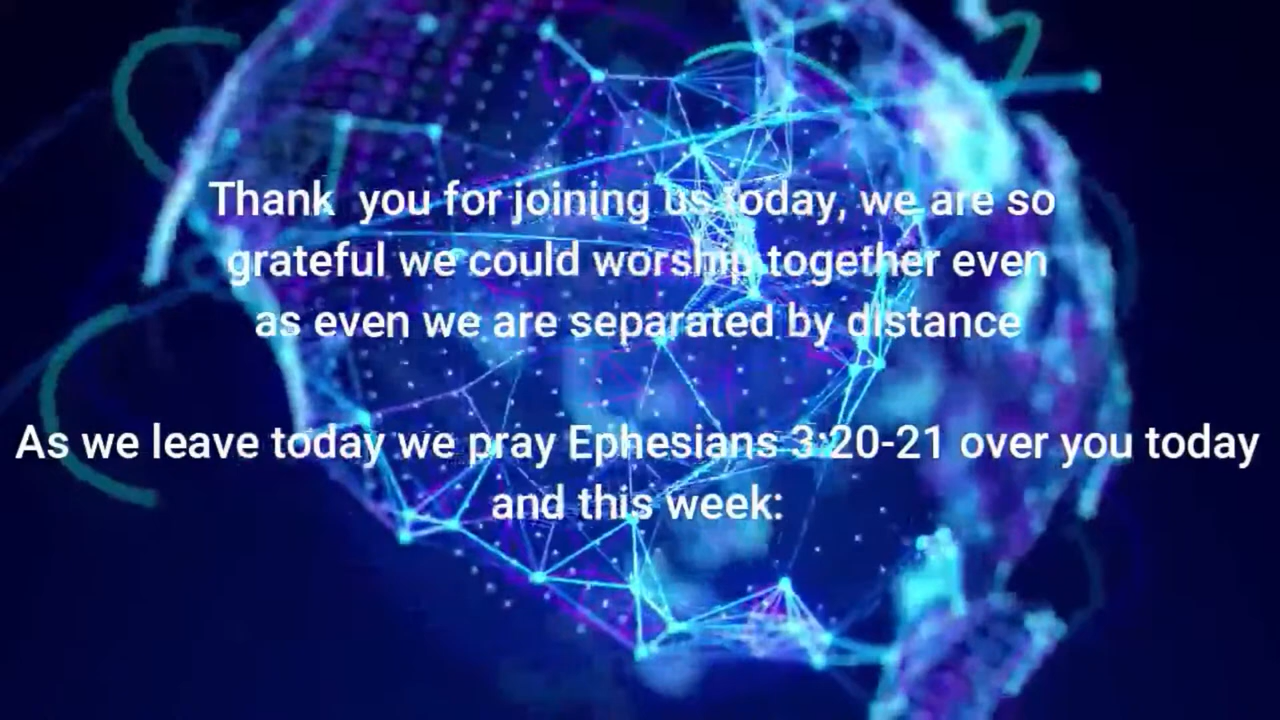 Thank  you for joining us today, we are so
grateful we could worship together even
as even we are separated by distance
As we leave today we pray Ephesians 3:20-21 over you today
and this week: